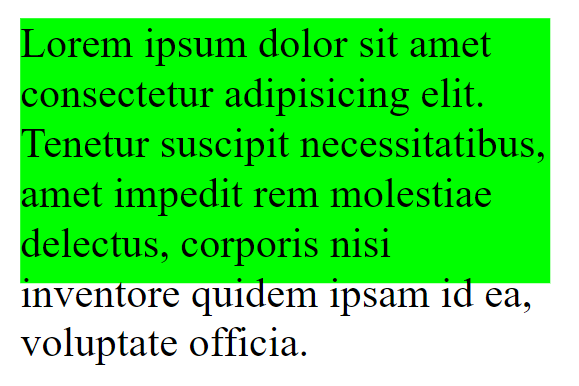 Lorem ipsum dolor sit amet
consectetur adipisicing elit.
Tenetur suscipit necessitatibus,
amet impedit rem molestiae
delectus, corporis nisi
inventore quidem ipsam id ea,
voluptate officia.